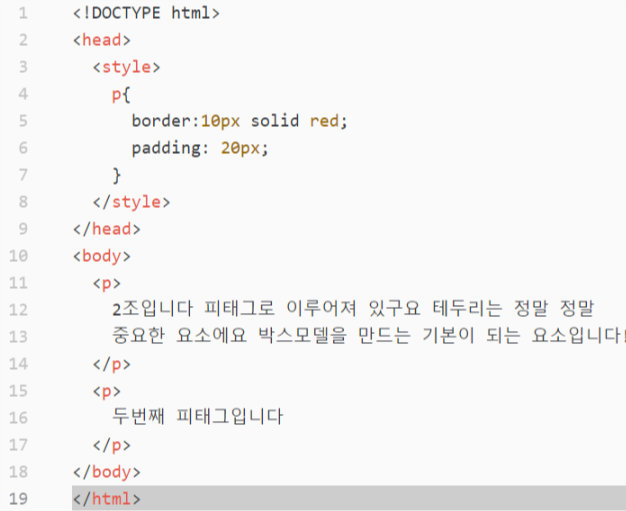 1 <!DOCTYPE html>
2 <head>
3 <style>
4 p{
5 border:10px solid red;
6 padding: 20px;
7 }
8 </style>
9 </head>
10 <body>
11 <p>
12 2조입니다 피태그로 이루어져 있구요 테두리는 정말 정말
13 중요한 요소에요 박스모델을 만드는 기본이 되는 요소입니다!
14 </p>
15 <p>
16 두번째 피태그입니다
17 </p>
18 </body>
19 </html>